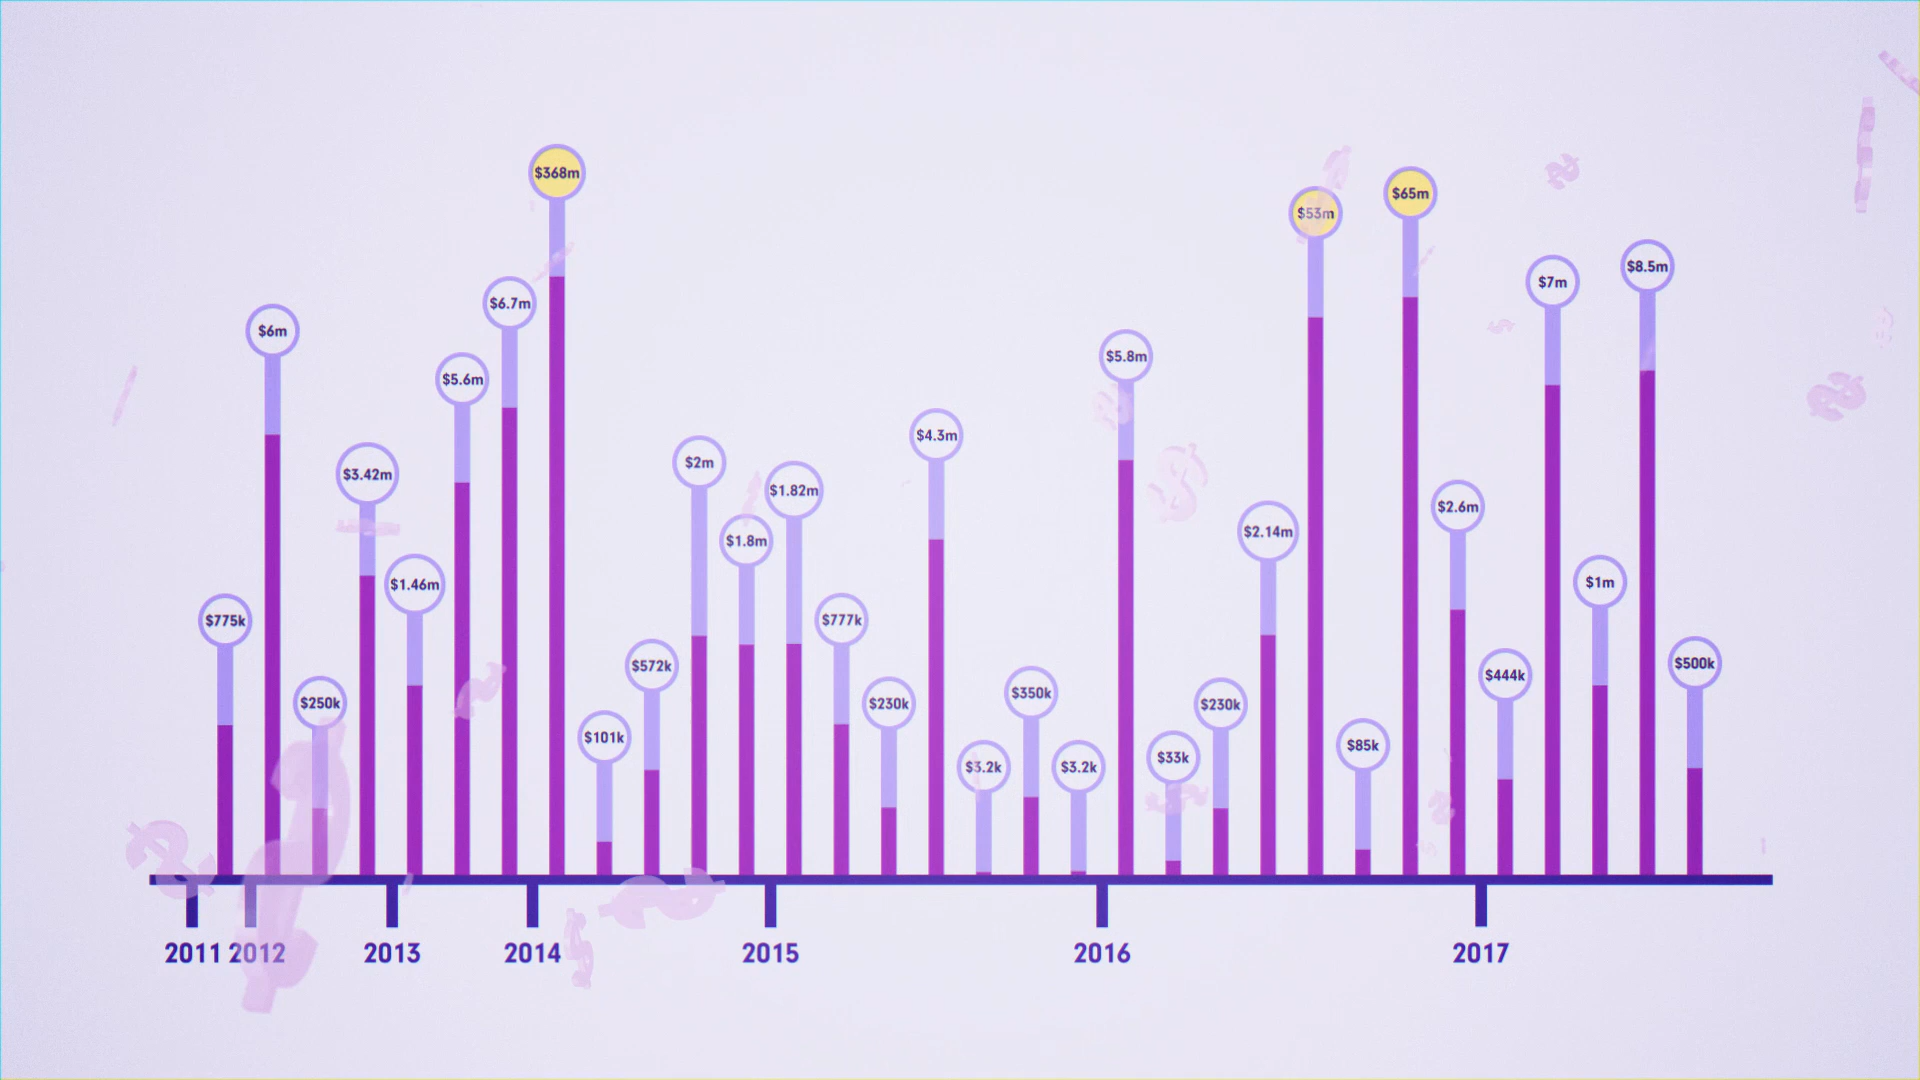 $775k
$6m
$250k
$3.42m
$1.46m
$5.6m
$6.7m
$368m
$101k
$572k
$2m
$1.8m
$1.82m
$777k
$230k
$4.3m
$3.2k
$350k
$3.2k
$5.8m
$33k
$230k
$2.14m
$53m
$85k
$65m
$2.6m
$444k
$7m
$1m
$8.5m
$500k
2011 2012 2013 2014 2015 2016 2017